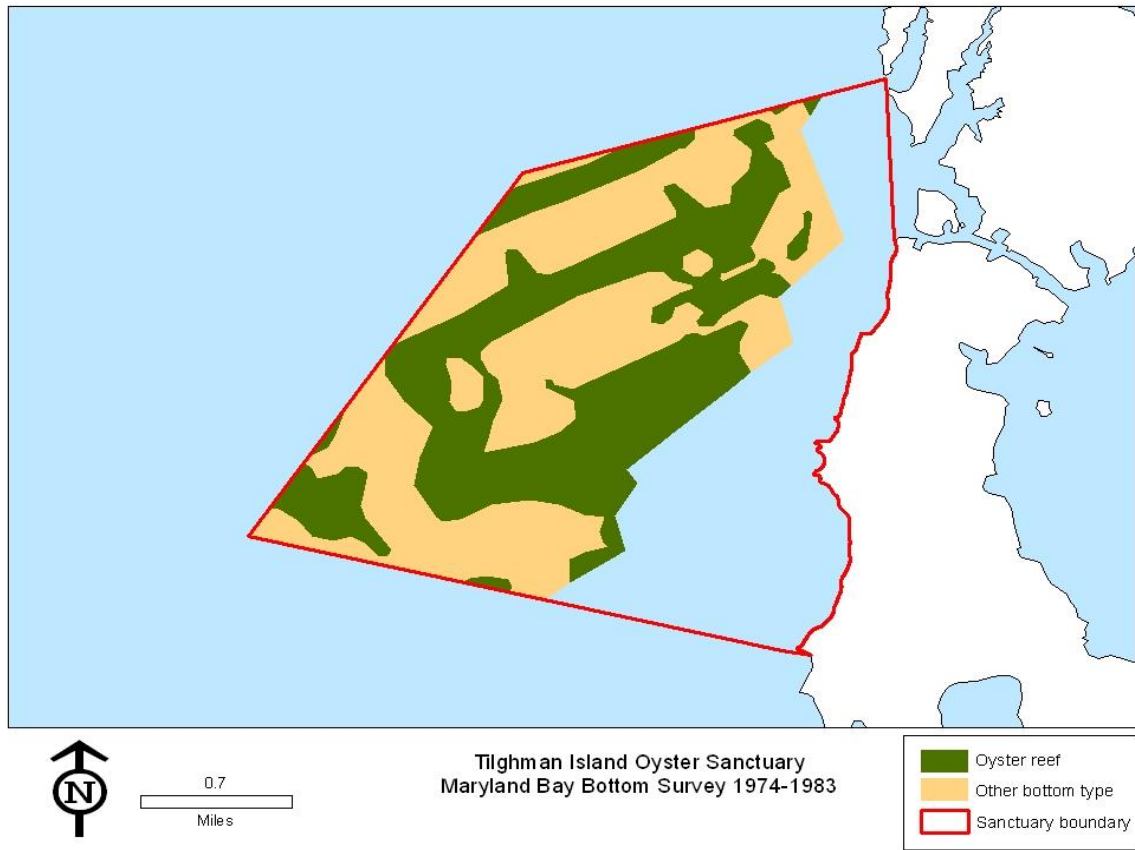 N
0.7
Miles
Tilghman Island Oyster Sanctuary
Maryland Bay Bottom Survey 1974-1983
Oyster reef
Other bottom type
Sanctuary boundary